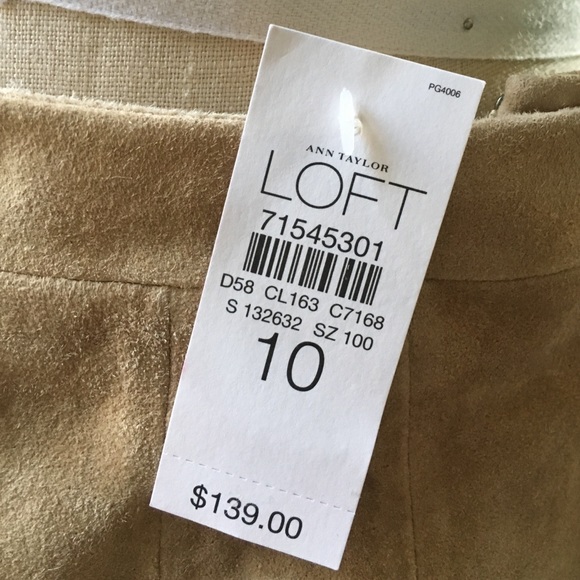 PG4006
ANN TAYLOR
LOFT
71545301
D58 CL163 C7168
S 132632 SZ 100
10
$139.00